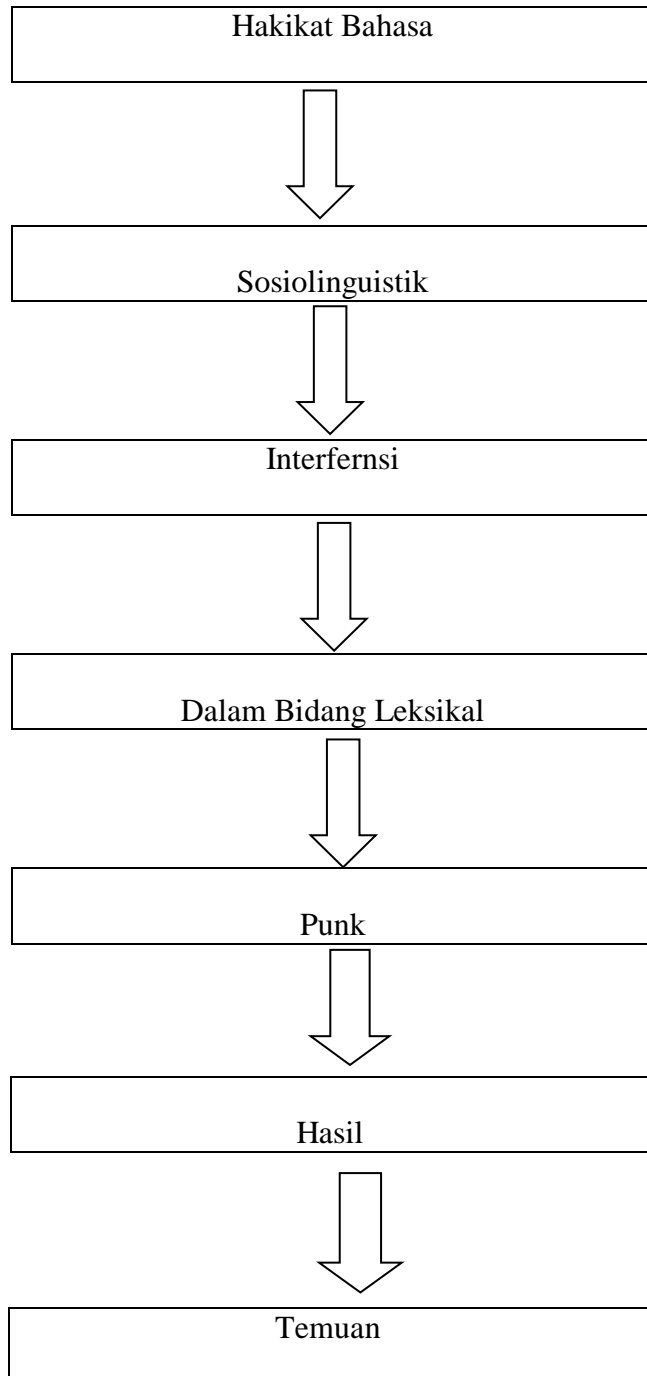 Hakikat Bahasa
Sosiolinguistik
Interfernsi
Dalam Bidang Leksikal
Punk
Hasil
Temuan